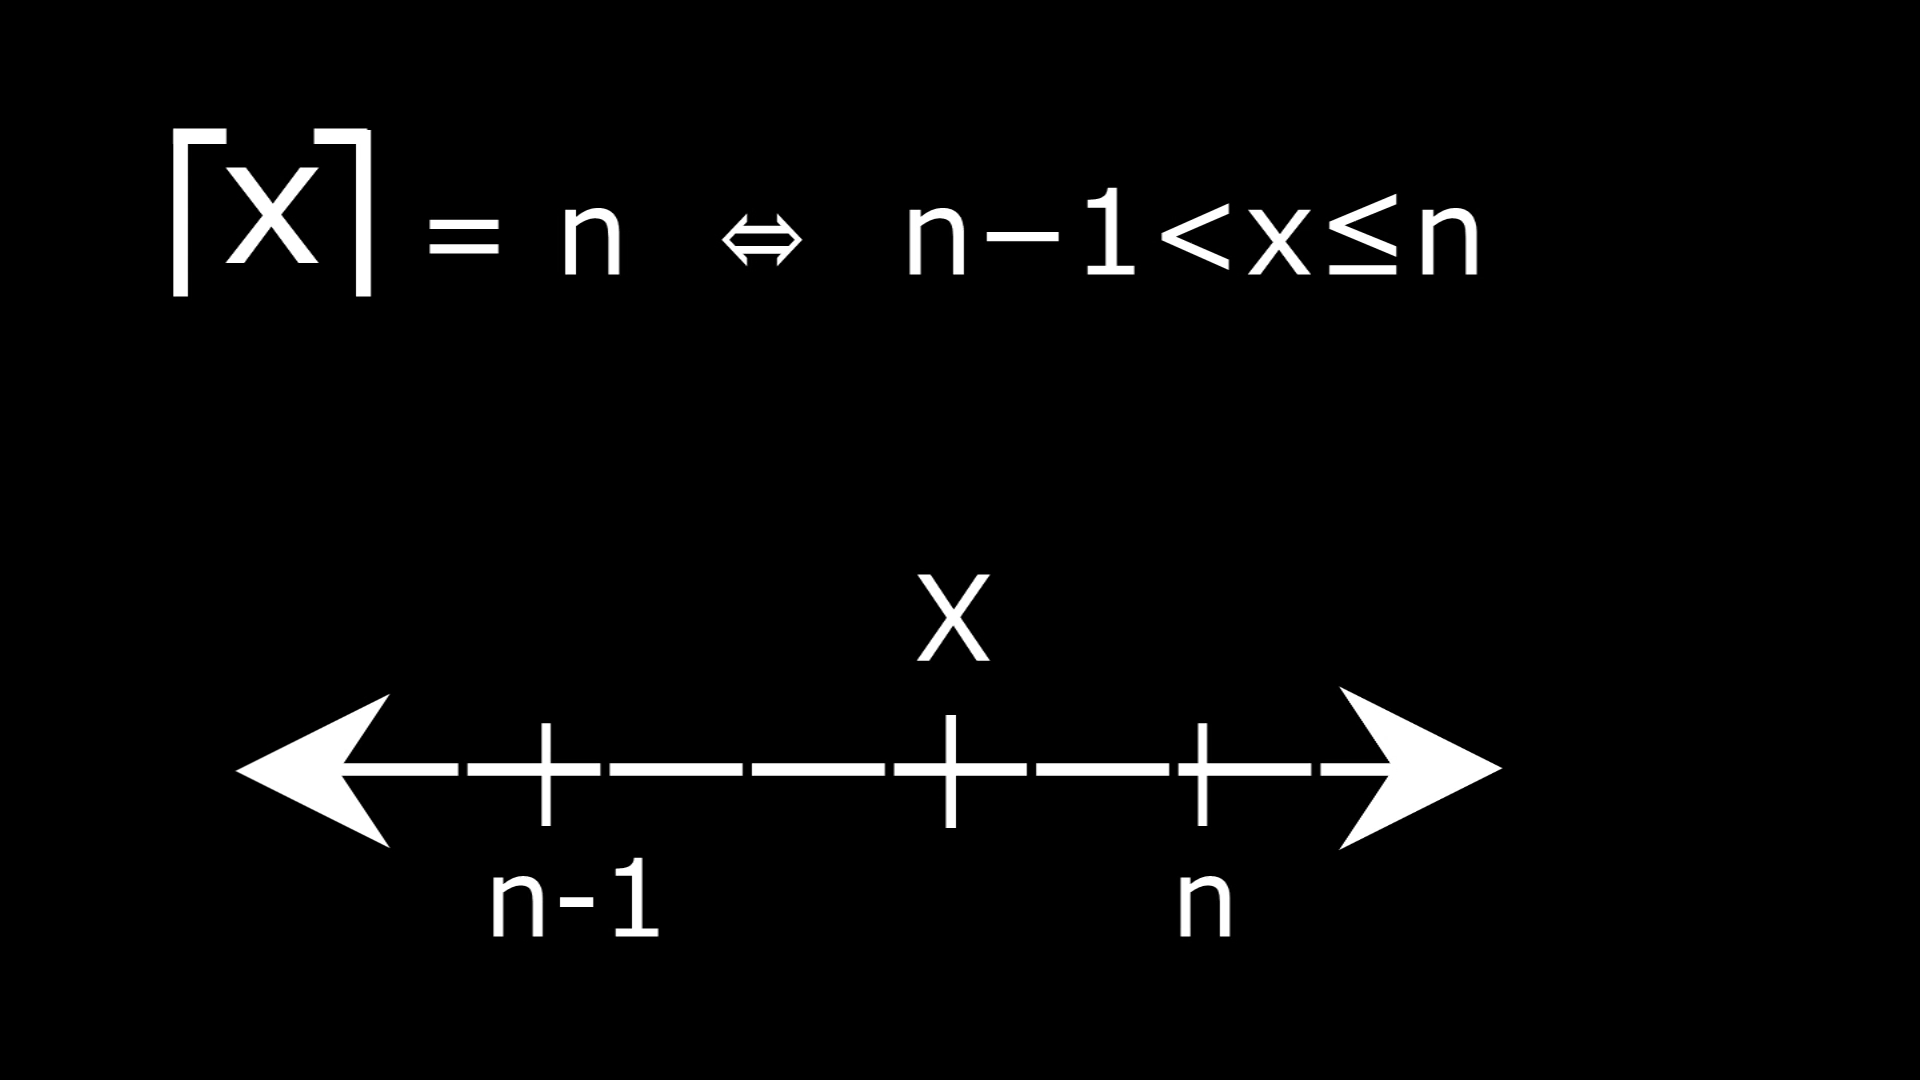 ⌈x⌉ = n ⇔ n−1<x≤n
X
n-1 n